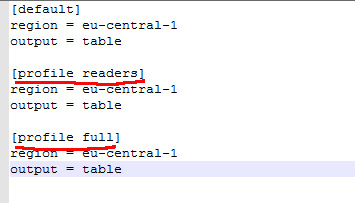 [default]
region = eu-central-1
output = table
[profile readers]
region = eu-central-1
output = table
[profile full]
region = eu-central-1
output = table